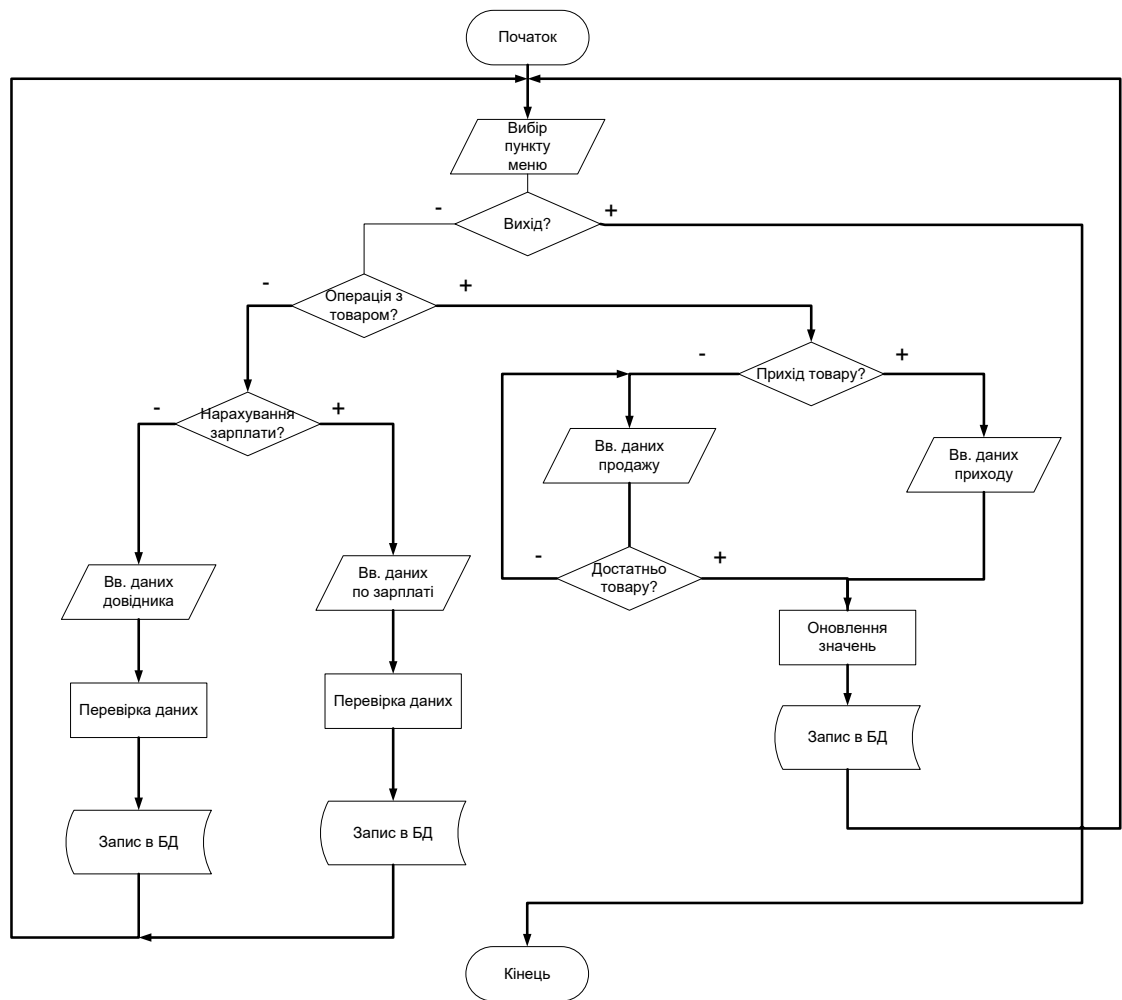 Початок
Вибір
пункту
меню
-
+
Вихід?
-
+
Операція з
товаром?
-
+
Прихід товару?
-
+
Нарахування
зарплати?
Вв. даних
продажу
Вв. даних
приходу
-
+
Достатньо
товару?
Вв. даних
довідника
Вв. даних
по зарплаті
Оновлення
значень
Перевірка даних
Перевірка даних
Запис в БД
Запис в БД
Запис в БД
Кінець